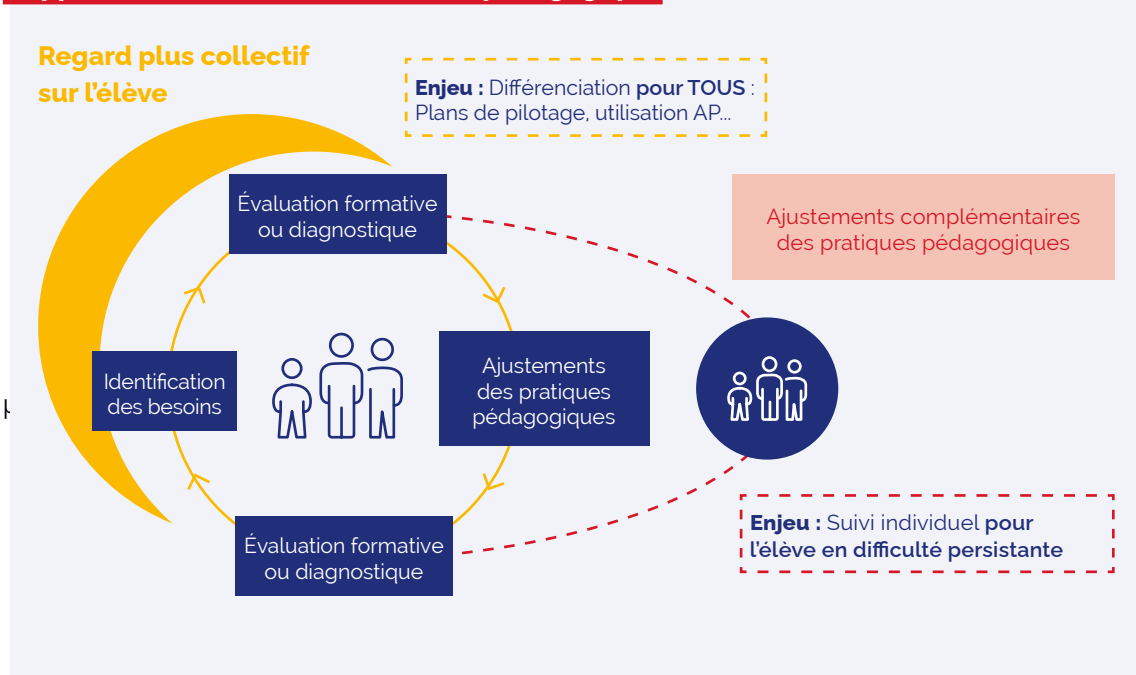 Regard plus collectif
sur l'élève
Enjeu : Différenciation pour TOUS :
Plans de pilotage, utilisation AP...
Évaluation formative
ou diagnostique
Ajustements complémentaires
des pratiques pédagogiques
Identification
des besoins
Ajustements
des pratiques
pédagogiques
Évaluation formative
ou diagnostique
Enjeu : Suivi individuel pour
l'élève en difficulté persistante